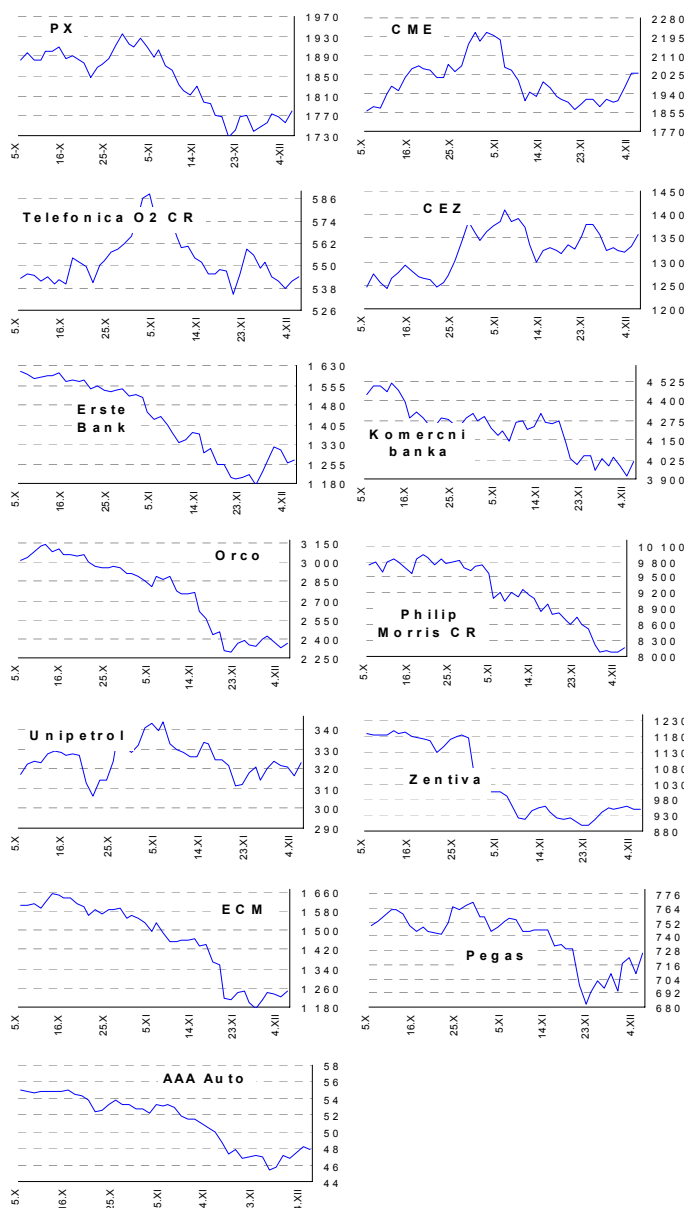 PX
1970
1930
1890
1850
1810
1770
1730
5-X
16-X
25-X
5-XI
14-XI
23-XI
4-XII
CME
2280
2195
2110
2025
1940
1855
1770
5.X
16.X
25.X
5.XI
14.XI
23.XI
4.XII
Telefonica O2 CR
586
574
562
550
538
526
5.X
16.X
25.X
5.XI
14.XI
23.XI
4.XII
CEZ
1450
1400
1350
1300
1250
1200
5.X
16.X
25.X
5.XI
14.XI
23.XI
4.XII
Erste
Bank
1 630
1 555
1 480
1 405
1 330
1 255
1 180
5.X
16.X
25.X
5.XI
14.XI
23.XI
4.XII
Komercni
banka
4 525
4 400
4 275
4 150
4 025
3 900
5.X
16.X
25.X
5.XI
14.XI
23.XI
4.XII
Orco
3 150
3 000
2 850
2 700
2 550
2 400
2 250
5.X
16.X
25.X
5.XI
14.XI
23.XI
4.XII
Philip
Morris CR
10 100
9 800
9 500
9 200
8 900
8 600
8 300
8 000
5.X
16.X
25.X
5.XI
14.XI
23.XI
4.XII
Unipetrol
340
330
320
310
300
290
5.X
16.X
25.X
5.XI
14.XI
23.XI
4.XII
Zentiva
1230
1180
1130
1080
1030
980
930
880
5.X
16.X
25.X
5.XI
14.XI
23.XI
4.XII
ECM
1 660
1 580
1 500
1 420
1 340
1 260
1 180
5.X
16.X
25.X
5.XI
14.XI
23.XI
4.XII
Pegas
776
764
752
740
728
716
704
692
680
5.X
16.X
25.X
5.XI
14.XI
23.XI
4.XII
AAA Auto
58
56
54
52
50
48
46
44
5.X
16.X
25.X
5.XI
4.XI
3.XI
4.XII